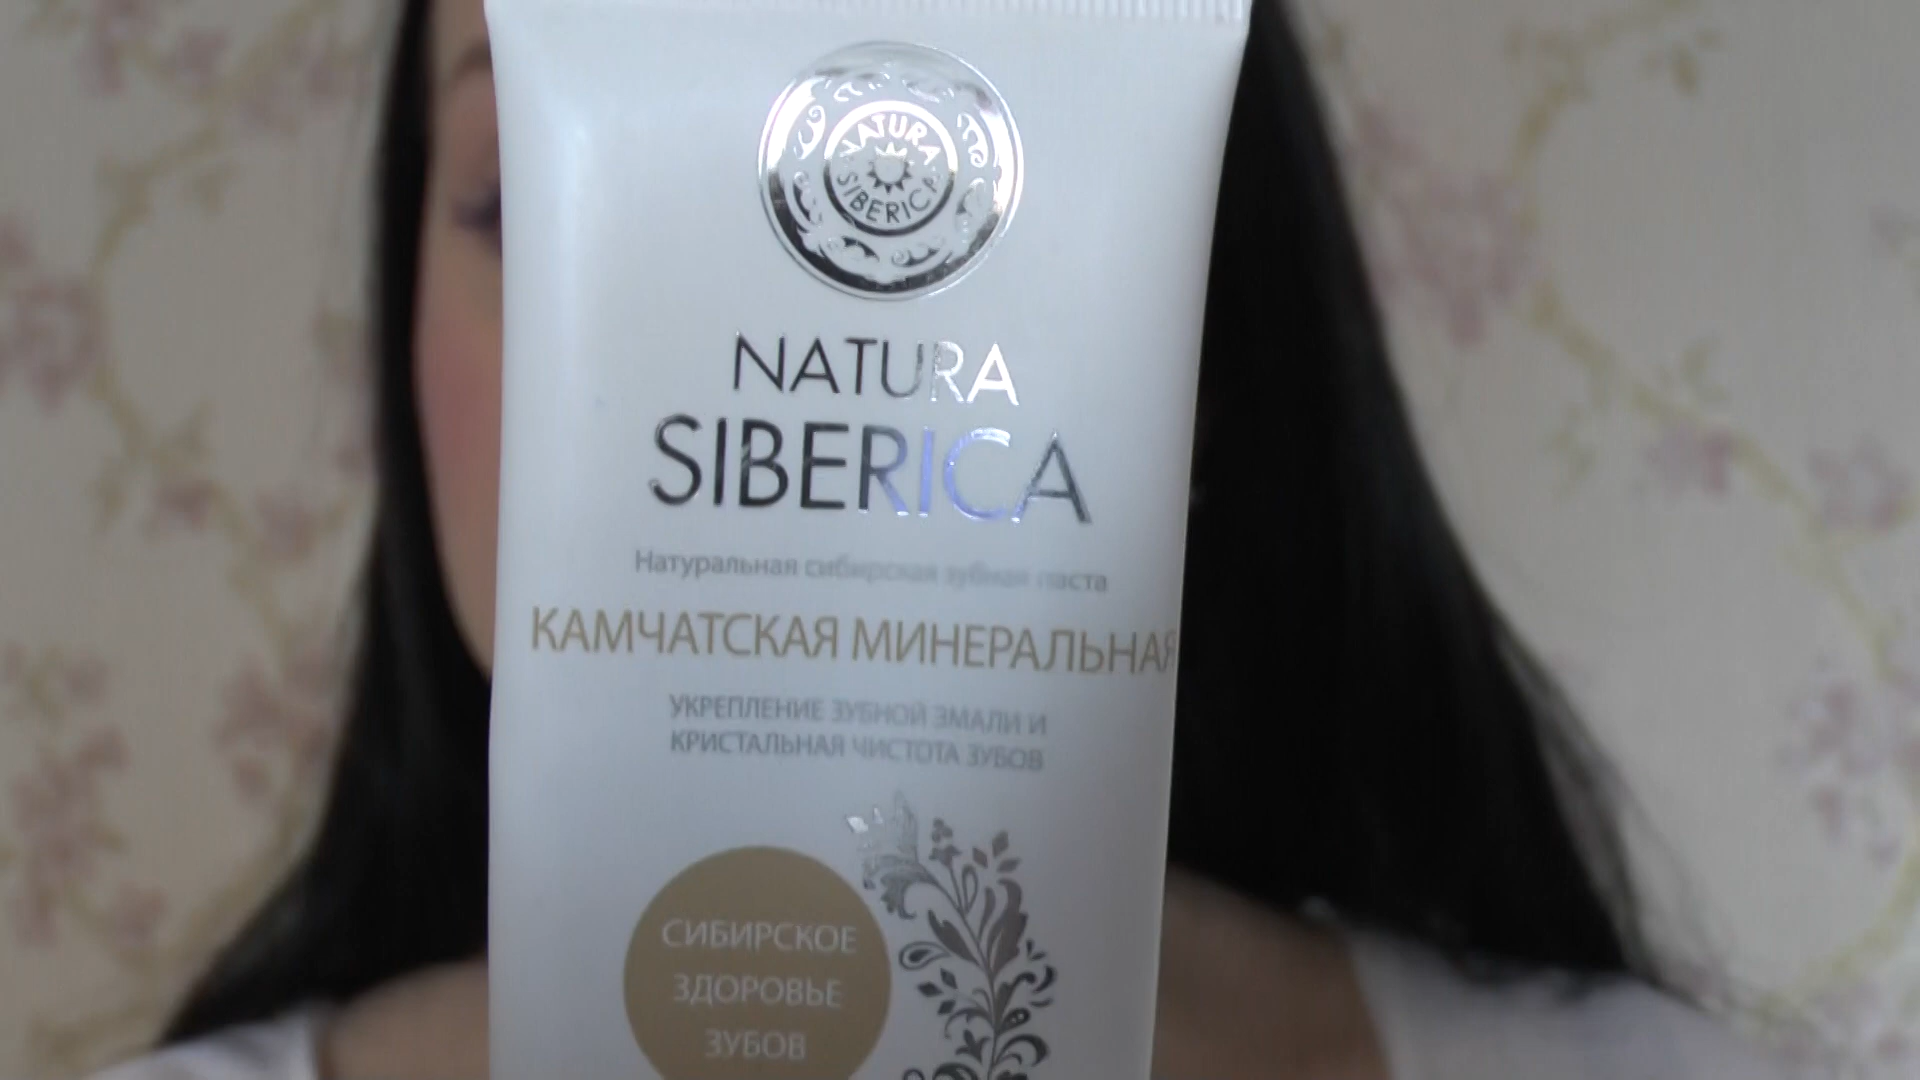 NATURA
SIBERICA
NATURA
SIBERICA
Натуральная сибирская зубная паста
КАМЧАТСКАЯ МИНЕРАЛЬНАЯ
УКРЕПЛЕНИЕ ЗУБНОЙ ЭМАЛИ И
КРИСТАЛЬНАЯ ЧИСТОТА ЗУБОВ
СИБИРСКОЕ
ЗДОРОВЬЕ
ЗУБОВ